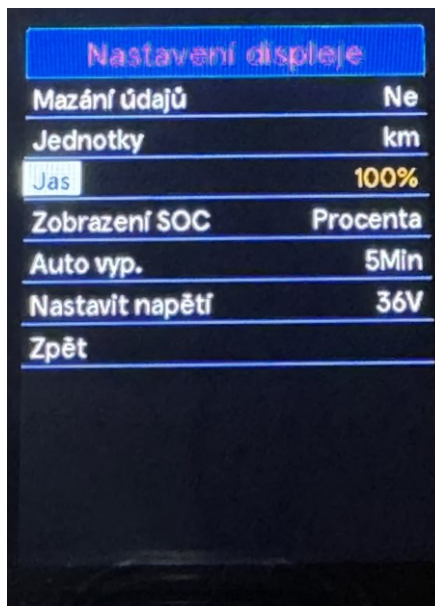 Nastavení displeje
Mazání údajů Ne
Jednotky km
Jas 100%
Zobrazení SOC Procenta
Auto vyp. 5Min
Nastavit napětí 36V
Zpět